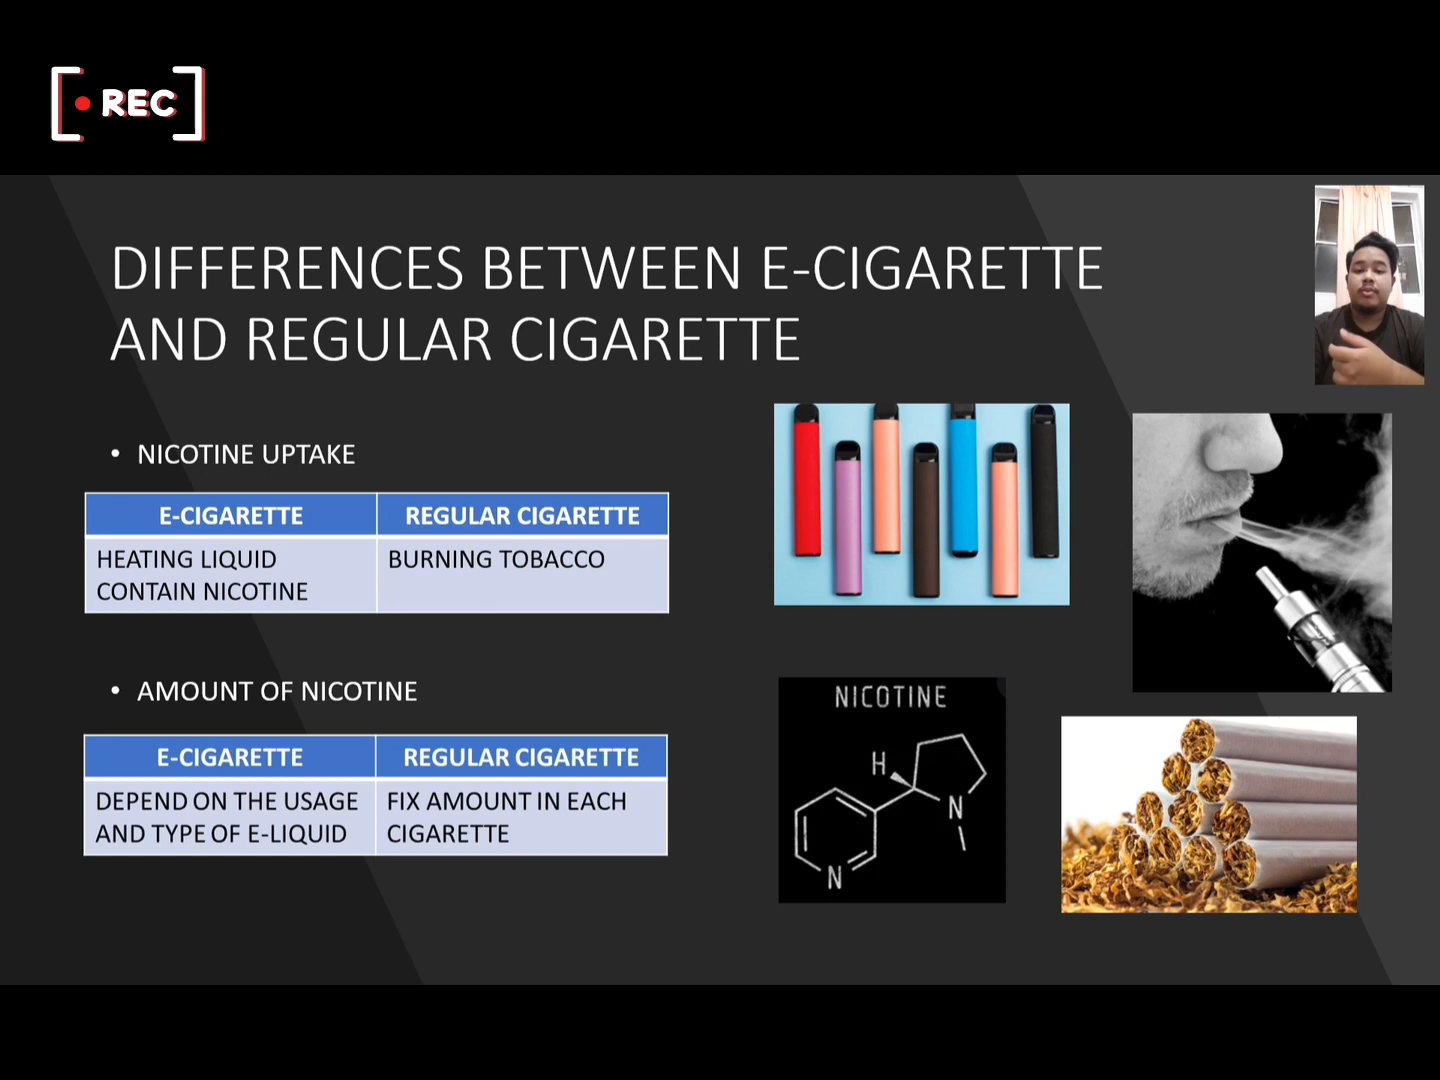 REC
DIFFERENCES BETWEEN E-CIGARETTE
AND REGULAR CIGARETTE
• NICOTINE UPTAKE
E-CIGARETTE REGULAR CIGARETTE
HEATING LIQUID BURNING TOBACCO
CONTAIN NICOTINE
• AMOUNT OF NICOTINE
E-CIGARETTE REGULAR CIGARETTE
DEPEND ON THE USAGE FIX AMOUNT IN EACH
AND TYPE OF E-LIQUID CIGARETTE
NICOTINE
H
N
N